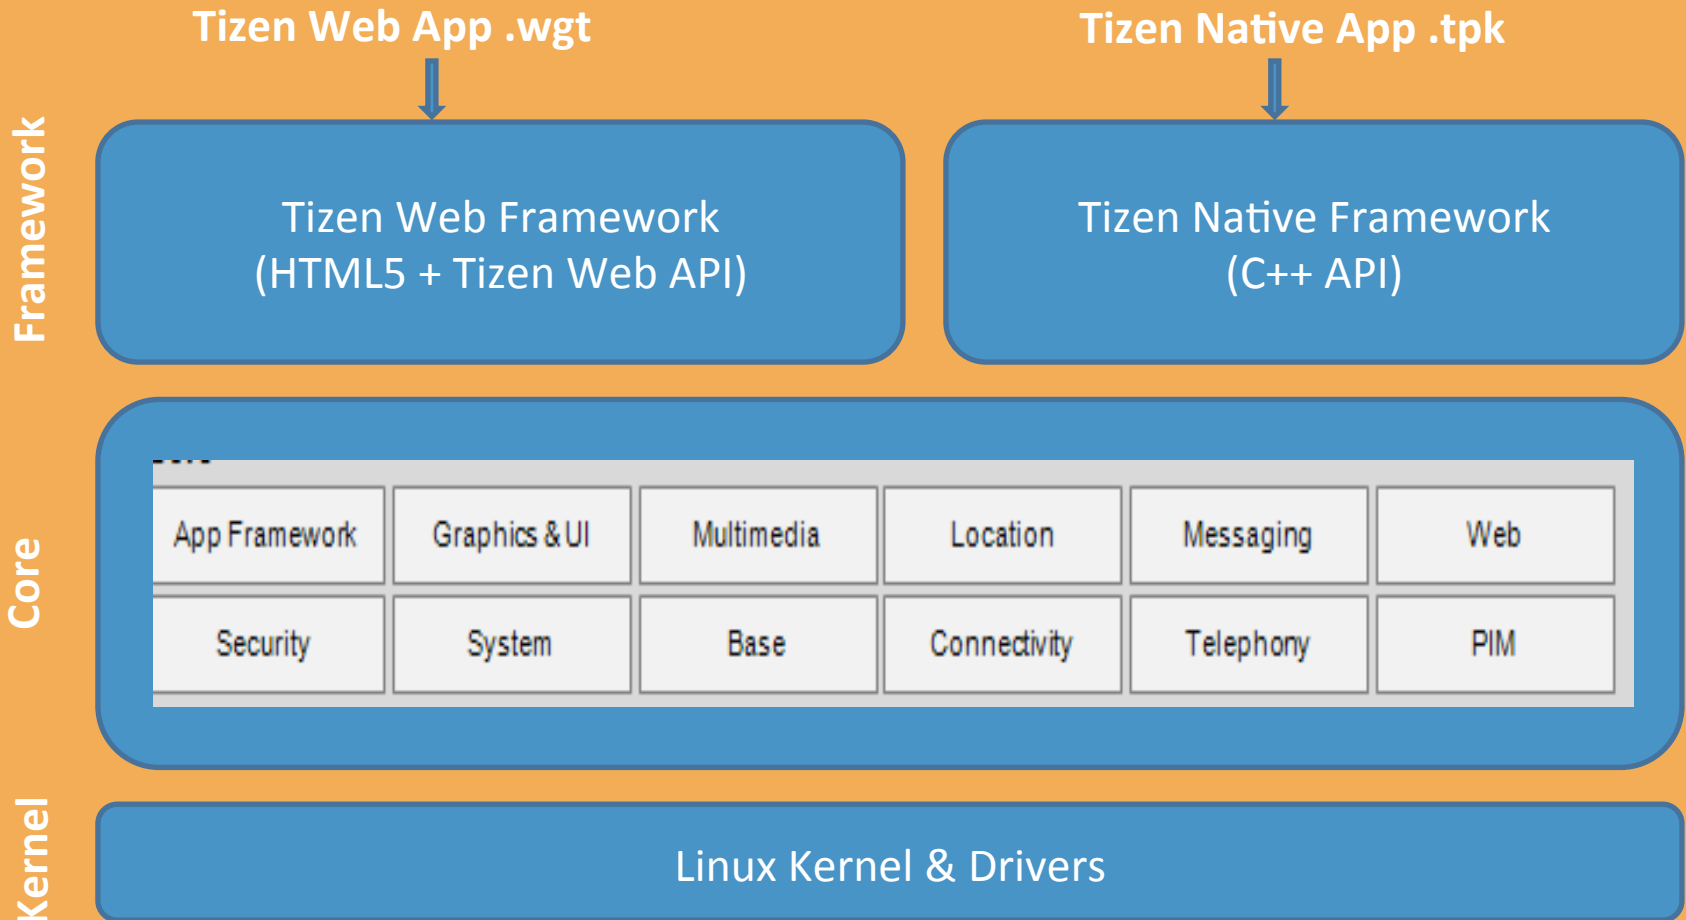 Tizen Web App .wgt
Tizen Native App .tpk
Framework
Tizen Web Framework
(HTML5 + Tizen Web API)
Tizen Native Framework
(C++ API)
Core
App Framework
Graphics & UI
Multimedia
Location
Messaging
Web
Security
System
Base
Connectivity
Telephony
PIM
Kernel
Linux Kernel & Drivers